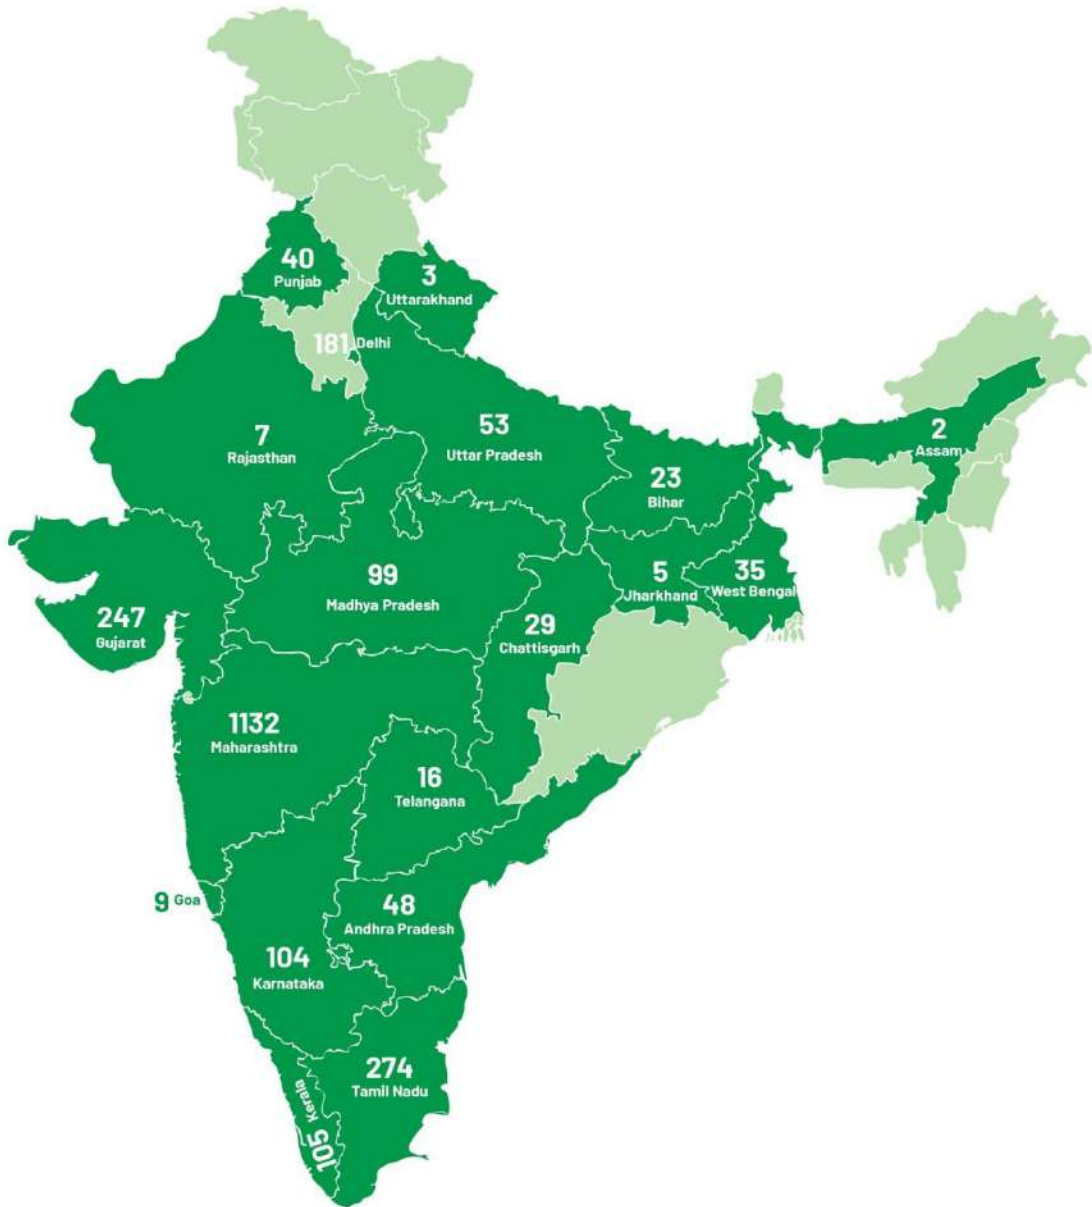 40
Punjab
3
Uttarakhand
181 Delhi
7
Rajasthan
53
Uttar Pradesh
2
Assam
23
Bihar
99
Madhya Pradesh
5
Jharkhand
35
West Bengal
247
Gujarat
29
Chattisgarh
1132
Maharashtra
16
Telangana
9 Goa
48
Andhra Pradesh
104
Karnataka
274
Tamil Nadu
105 Kerala